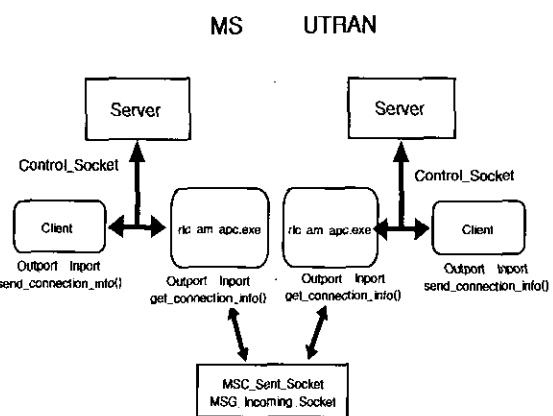 MS UTRAN
Server
Server
Control_Socket
Control_Socket
Client
rlc am apc.exe
rlc am apc.exe
Client
Outport Inport
send_connection_info()
Outport Inport
get_connection_info()
Outport Inport
get_connection_info()
Outport Inport
send_connection_info()
MSC_Sent_Socket
MSG_Incoming_Socket